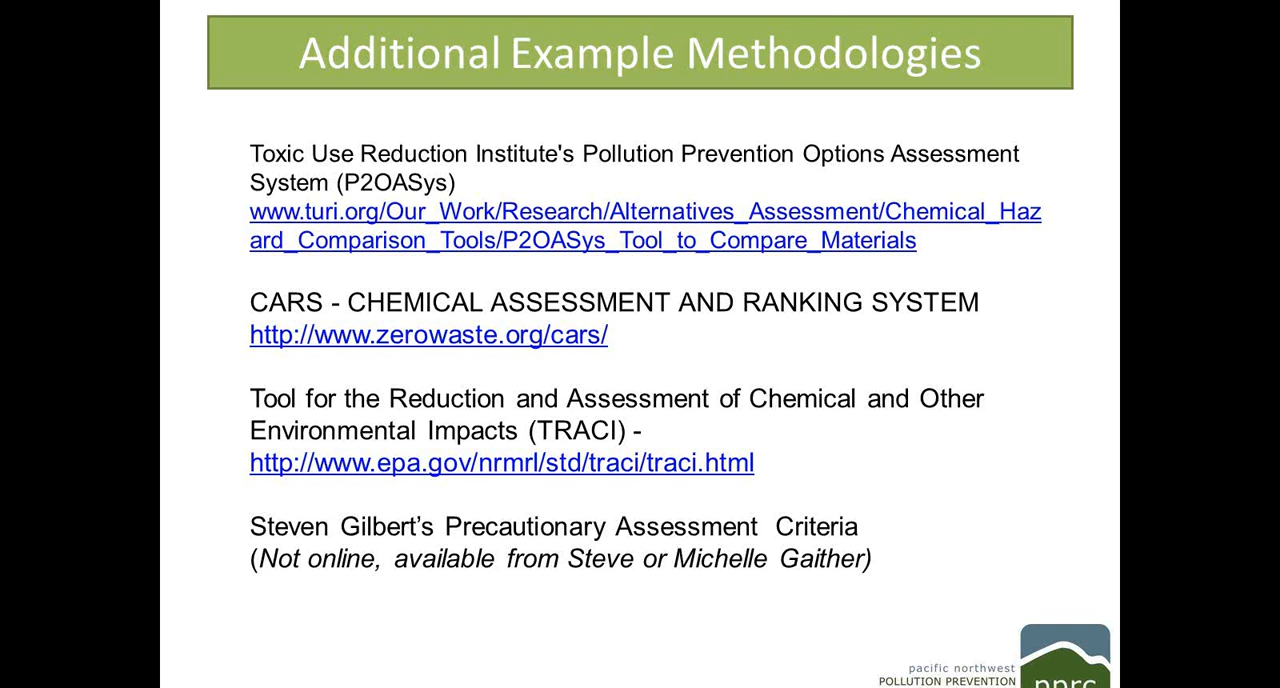 Additional Example Methodologies
Toxic Use Reduction Institute's Pollution Prevention Options Assessment
System (P2OASys)
www.turi.org/Our_Work/Research/Alternatives_Assessment/Chemical_Haz
ard_Comparison_Tools/P2OASys_Tool_to_Compare_Materials
CARS - CHEMICAL ASSESSMENT AND RANKING SYSTEM
http://www.zerowaste.org/cars/
Tool for the Reduction and Assessment of Chemical and Other
Environmental Impacts (TRACI) -
http://www.epa.gov/nrmrl/std/traci/traci.html
Steven Gilbert’s Precautionary Assessment Criteria
(Not online, available from Steve or Michelle Gaither)
pacific northwest
POLLUTION PREVENTION
pprc